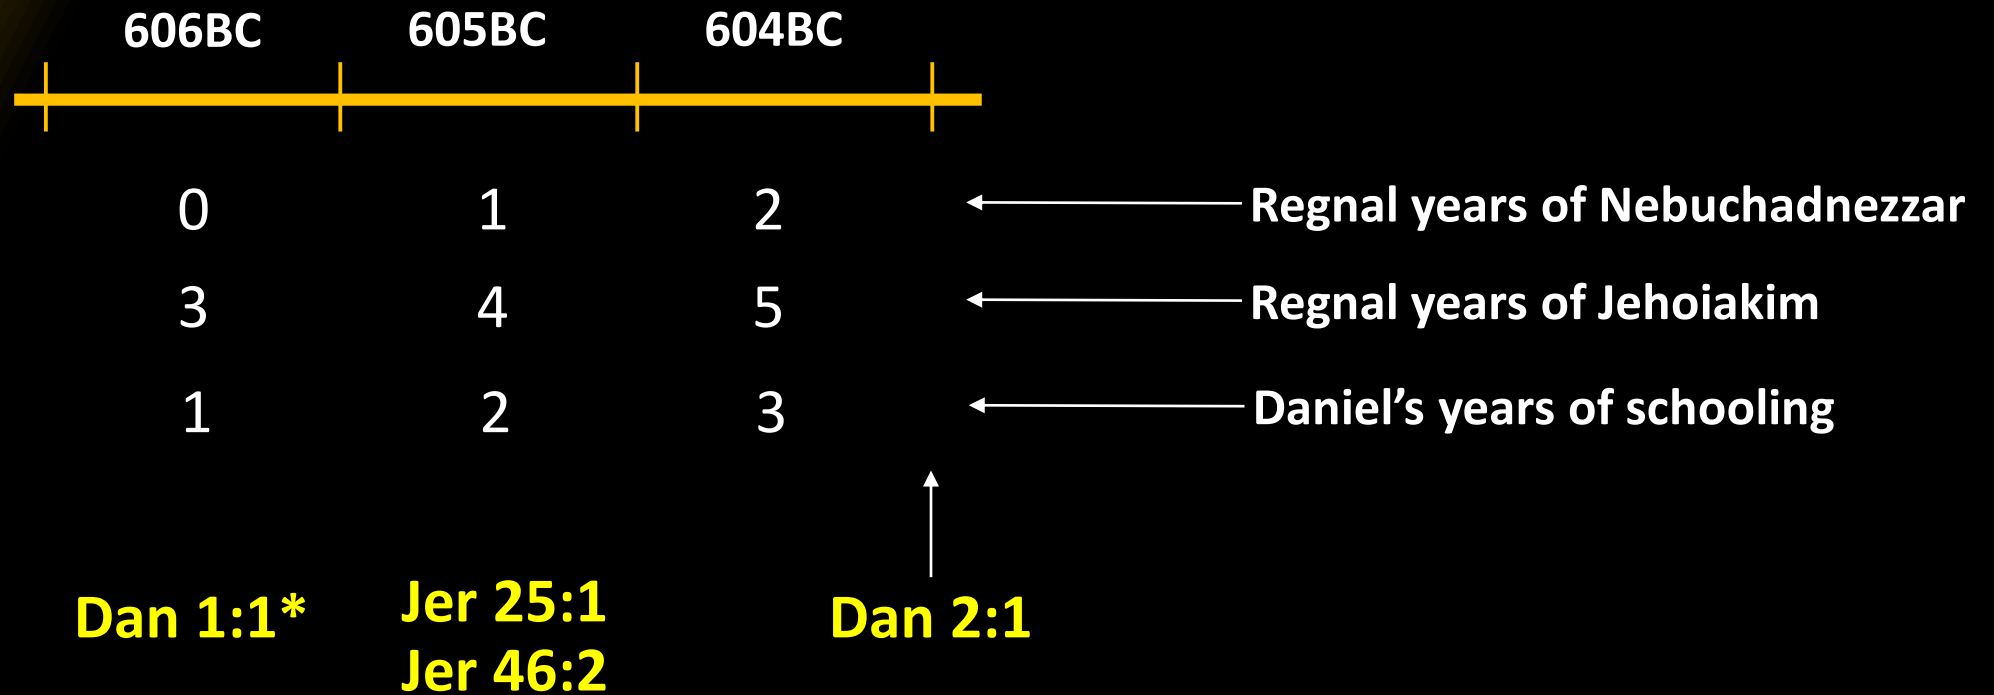 606BC 605BC 604BC
0 1 2 Regnal years of Nebuchadnezzar
3 4 5 Regnal years of Jehoiakim
1 2 3 Daniel’s years of schooling
Dan 1:1* Jer 25:1 Dan 2:1
Jer 46:2